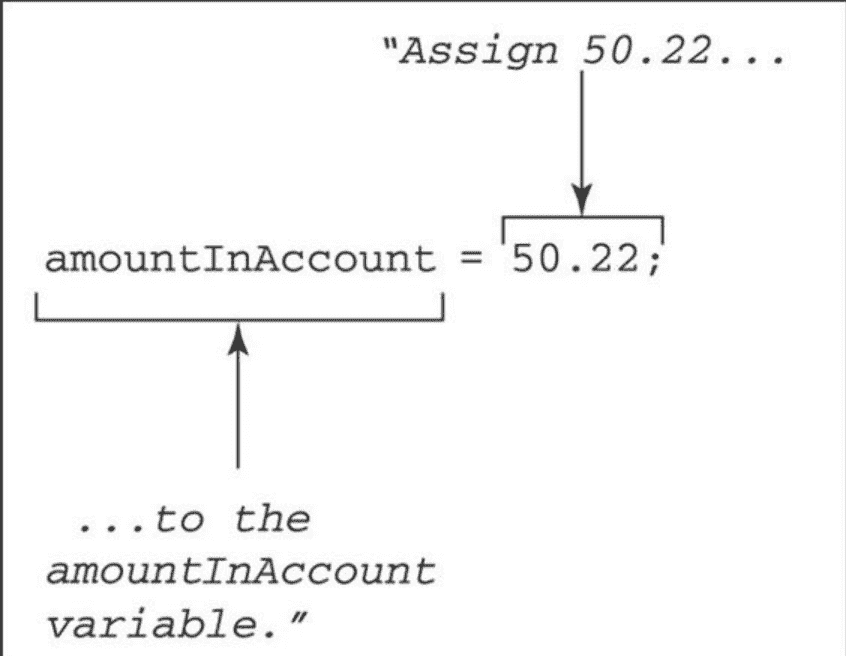 "Assign 50.22...
amountInAccount = 50.22;
...to the
amountInAccount
variable."